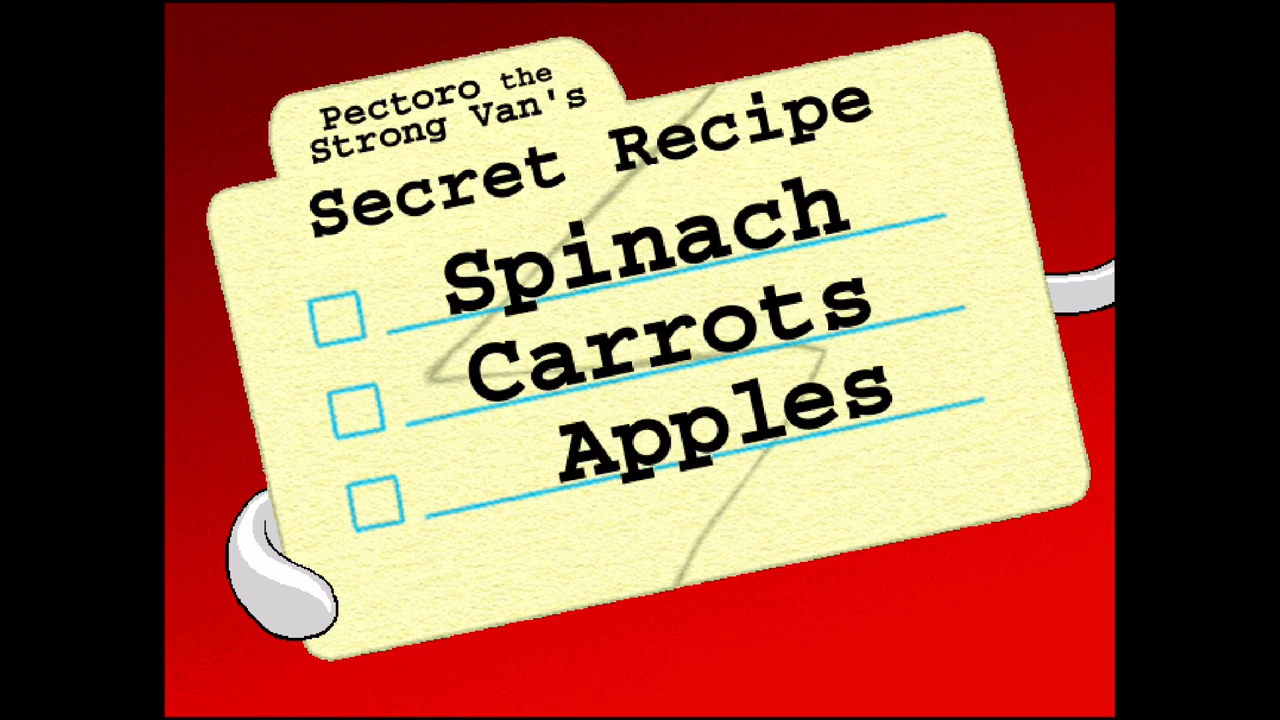 Pectoro the
Strong Van's
Secret Recipe
Spinach
Carrots
Apples